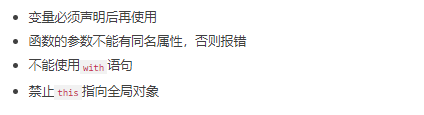 变量必须声明后再使用
函数的参数不能有同名属性，否则报错
不能使用with语句
禁止this指向全局对象